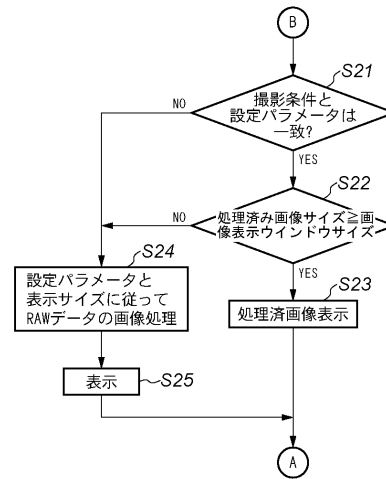 B
S21
撮影条件と
設定パラメータは
一致?
NO
YES
S22
処理済み画像サイズ≧画
像表示ウインドウサイズ
NO
YES
S24
設定パラメータと
表示サイズに従って
RAWデータの画像処理
S23
処理済画像表示
表示
S25
A